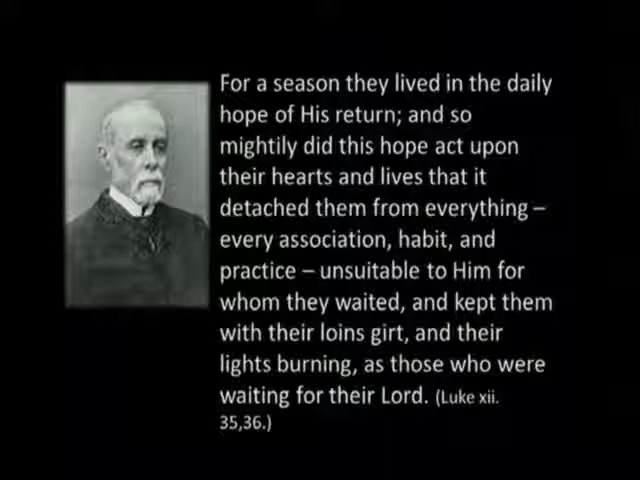 For a season they lived in the daily
hope of His return; and so
mightily did this hope act upon
their hearts and lives that it
detached them from everything –
every association, habit, and
practice – unsuitable to Him for
whom they waited, and kept them
with their loins girt, and their
lights burning, as those who were
waiting for their Lord. (Luke xii.
35,36.)